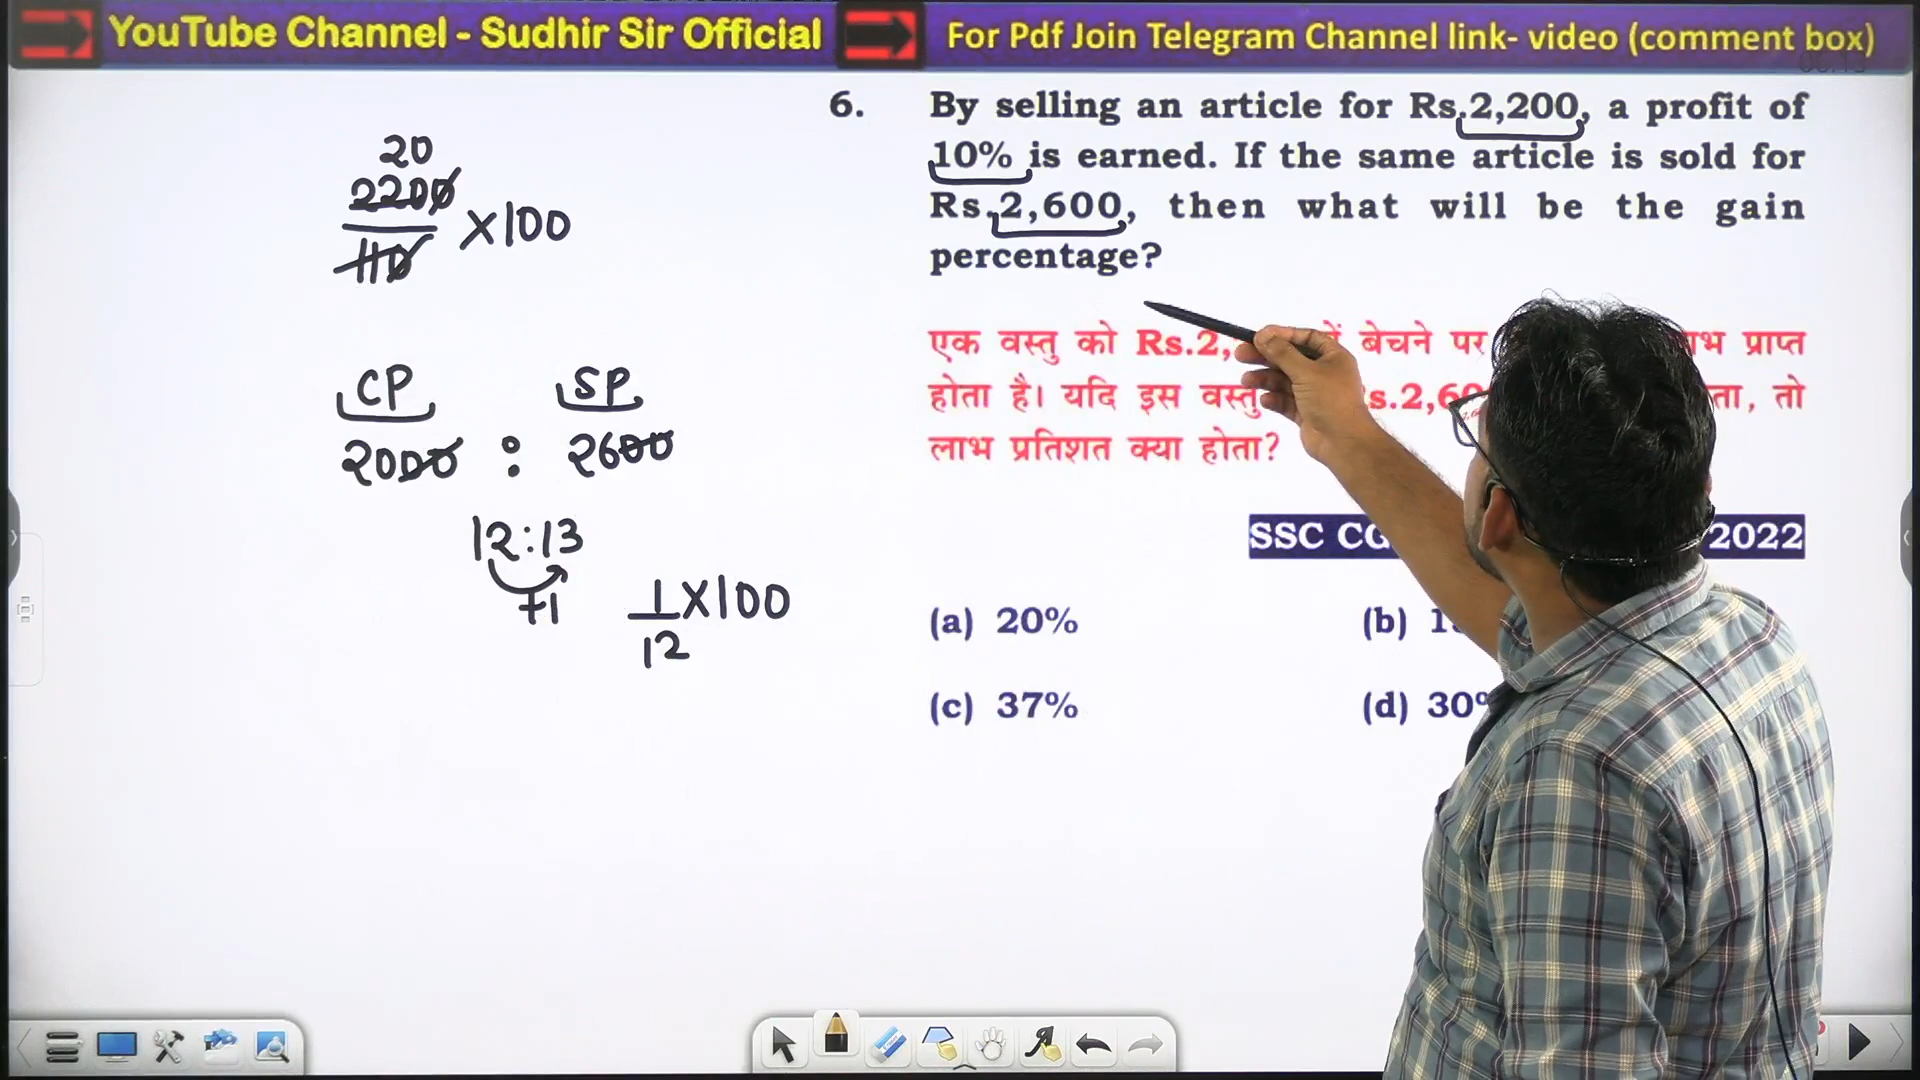 YouTube Channel - Sudhir Sir Official
For Pdf Join Telegram Channel link- video (comment box)
6. By selling an article for Rs.2,200, a profit of
10% is earned. If the same article is sold for
Rs.2,600, then what will be the gain
percentage?
एक वस्तु को Rs.2, बेचने पर प्राप्त
होता है। यदि इस वस्तु Rs.2,60 तो
लाभ प्रतिशत क्या होता?
SSC CG 2022
(a) 20% (b)
(c) 37% (d) 30%
20
2200
110
×100
CP SP
2000 : 2600
12:13
+1
1
12
×100